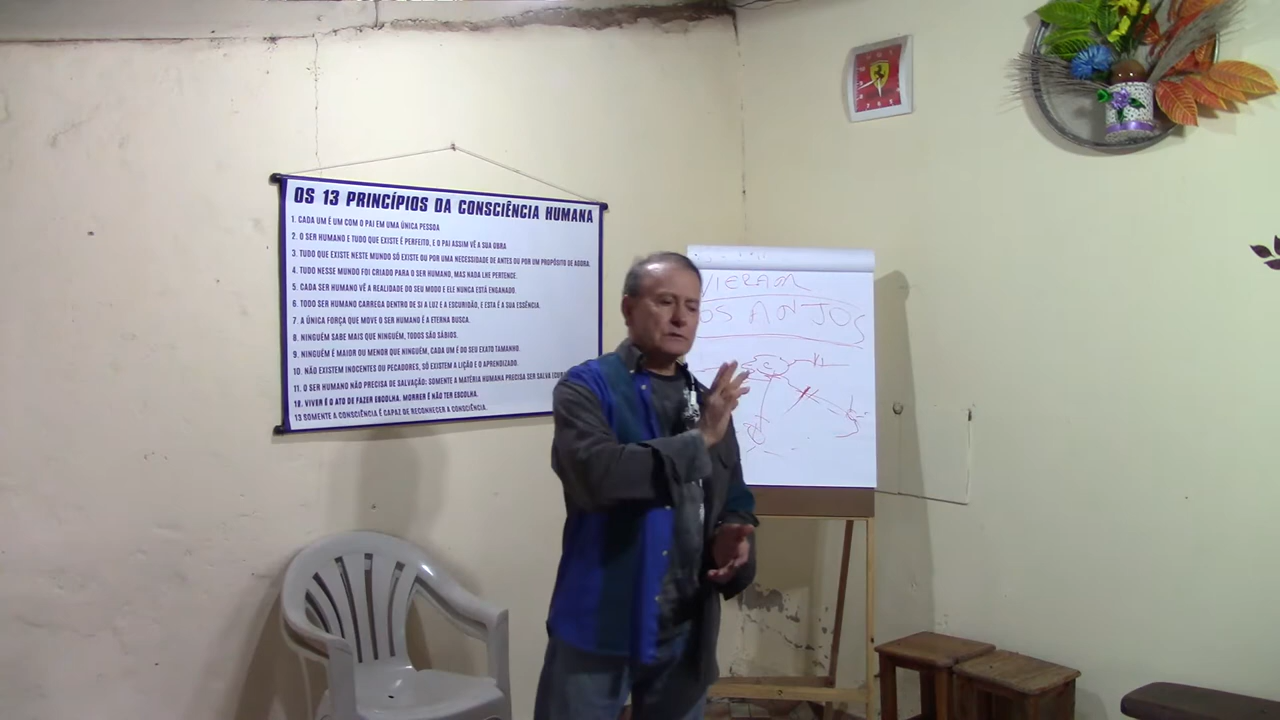 OS 13 PRINCÍPIOS DA CONSCIÊNCIA HUMANA
1. CADA UM É UM COM O PAI EM UMA ÚNICA PESSOA
2. O SER HUMANO E TUDO QUE EXISTE É PERFEITO, E O PAI ASSIM VÊ A SUA OBRA
3. TUDO QUE EXISTE NESTE MUNDO SÓ EXISTE OU POR UMA NECESSIDADE DE ANTES OU POR UM PROPÓSITO DE AGORA.
4. TUDO NESSE MUNDO FOI CRIADO PARA O SER HUMANO, MAS NADA LHE PERTENCE.
5. CADA SER HUMANO VÊ A REALIDADE DO SEU MODO E ELE NUNCA ESTÁ ENGANADO.
6. TODO SER HUMANO CARREGA DENTRO DE SI A LUZ E A ESCURIDÃO, E ESTA É A SUA ESSÊNCIA.
7. A ÚNICA FORÇA QUE MOVE O SER HUMANO É A ETERNA BUSCA.
8. NINGUÉM SABE MAIS QUE NINGUÉM, TODOS SÃO SÁBIOS.
9. NINGUÉM É MAIOR OU MENOR QUE NINGUÉM, CADA UM É DO SEU EXATO TAMANHO.
10. NÃO EXISTEM INOCENTES OU PECADORES, SÓ EXISTEM A LIÇÃO E O APRENDIZADO.
11. O SER HUMANO NÃO PRECISA DE SALVAÇÃO; SOMENTE A MATÉRIA HUMANA PRECISA SER SALVA
12. VIVER É O ATO DE FAZER ESCOLHA. MORRER É NÃO TER ESCOLHA.
13 SOMENTE A CONSCIÊNCIA É CAPAZ DE RECONHECER A CONSCIÊNCIA.
VIERAM
OS ANJOS